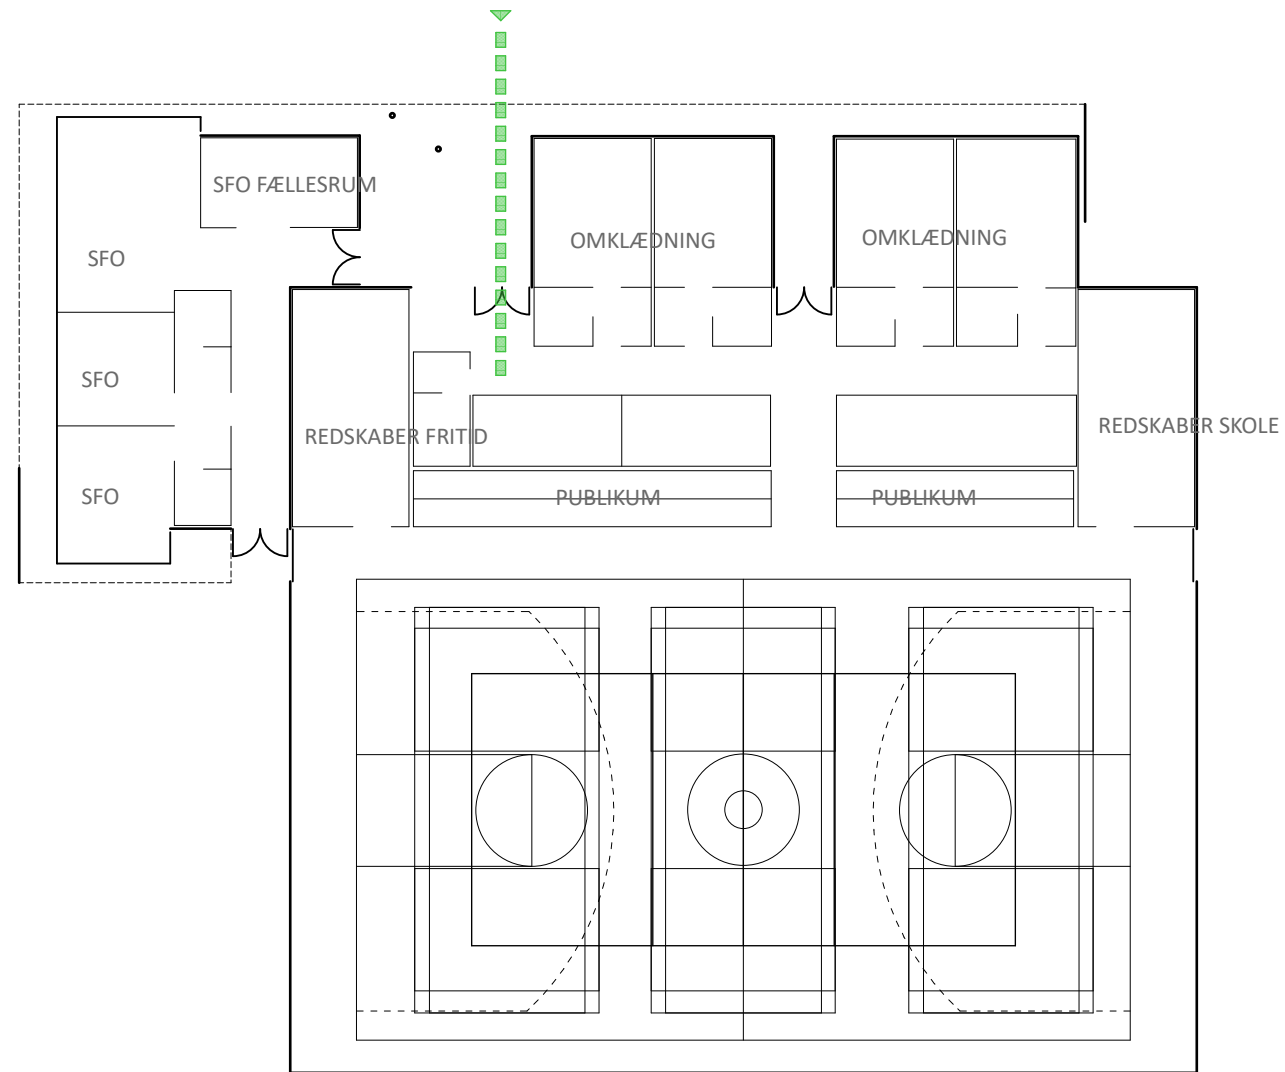 SFO FÆLLESRUM
OMKLÆDNING
OMKLÆDNING
SFO
SFO
REDSKABER FRITID
REDSKABER SKOLE
SFO
PUBLIKUM
PUBLIKUM